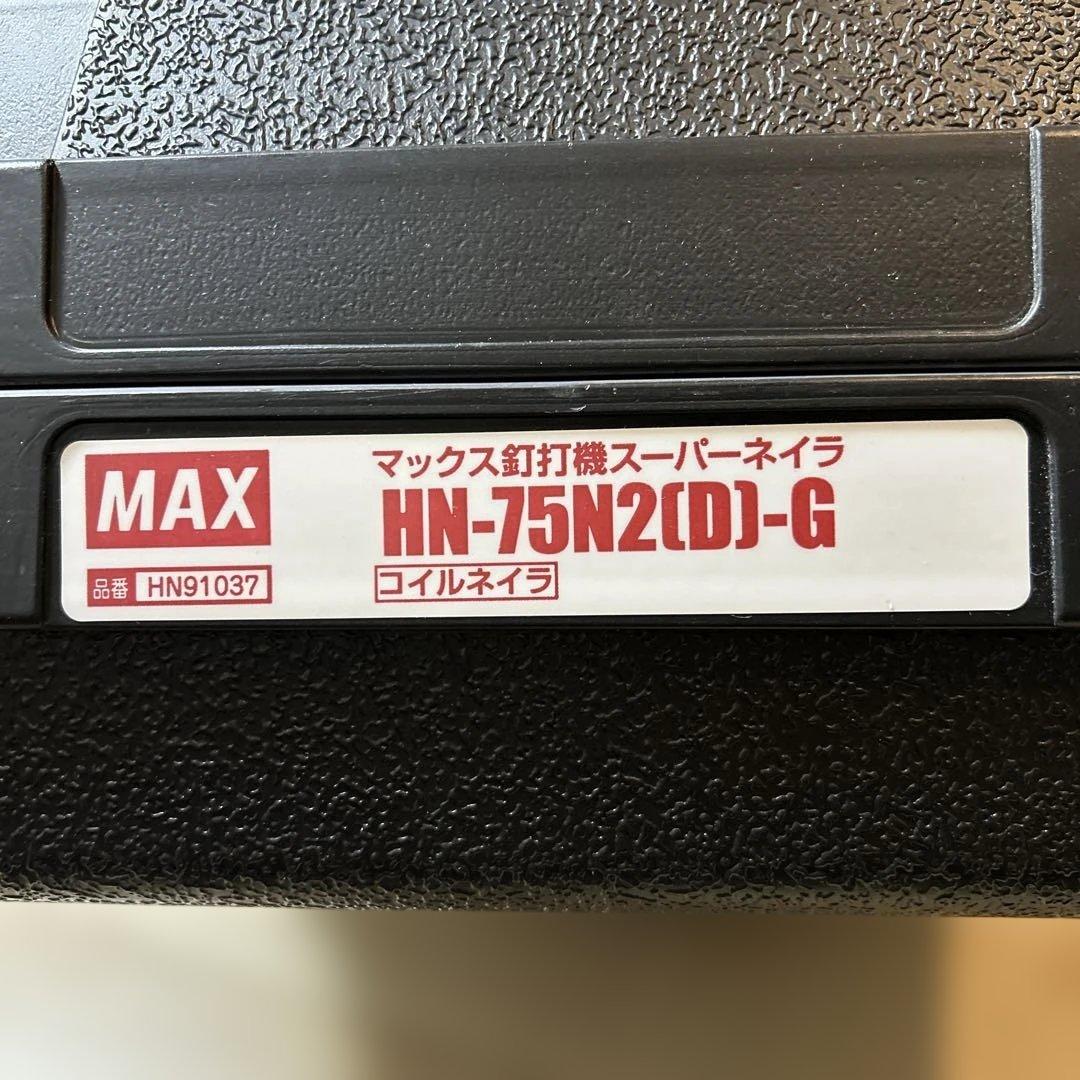 MAX
品番 HN91037
マックス釘打機スーパーネイラ
HN-75N2(D)-G
コイルネイラ